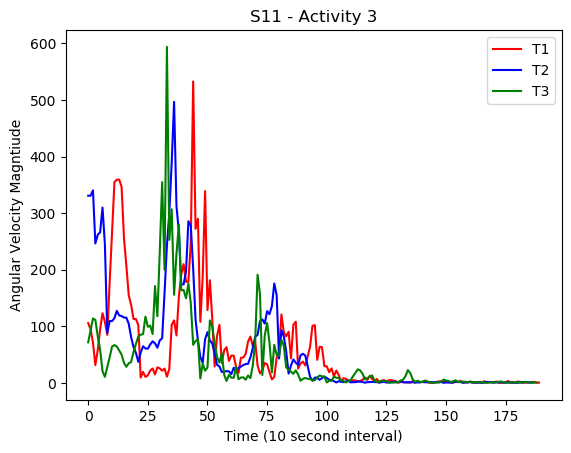 S11 - Activity 3
T1
T2
T3
Angular Velocity Magntiude
600
500
400
300
200
100
0
0 25 50 75 100 125 150 175
Time (10 second interval)